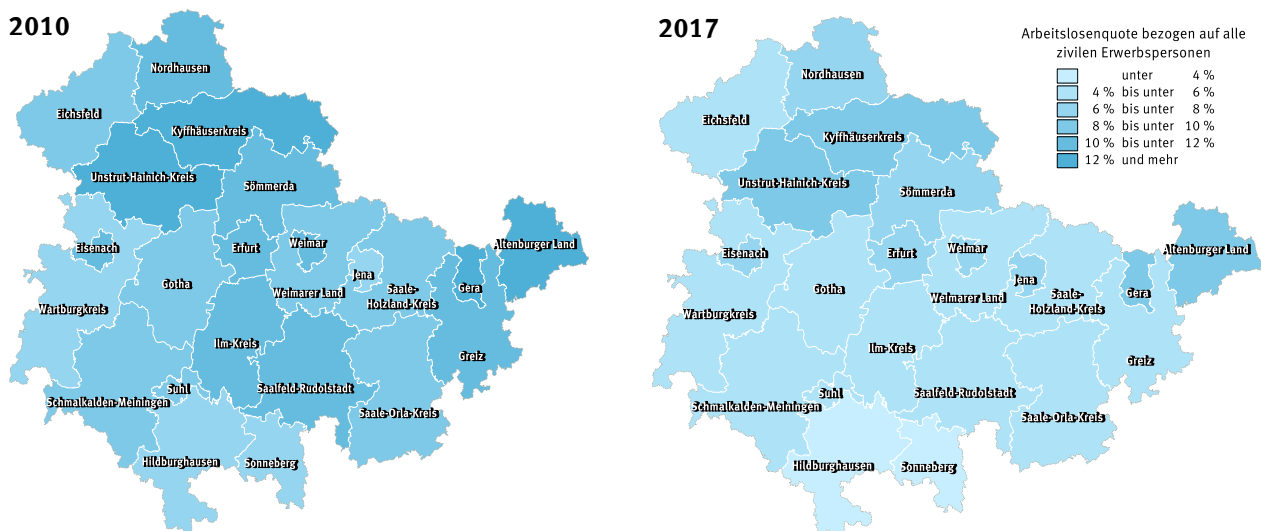 2010
Nordhausen
Eichsfeld
Kyffhäuserkreis
Unstrut-Hainich-Kreis
Sömmerda
Eisenach
Erfurt
Weimar
Altenburger Land
Jena
Gotha
Saale-
Holzland-Kreis
Gera
Weimarer Land
Wartburgkreis
Ilm-Kreis
Greiz
Suhl
Saalfeld-Rudolstadt
Schmalkalden-Meiningen
Saale-Orla-Kreis
Hildburghausen
Sonneberg
2017
Nordhausen
Eichsfeld
Kyffhäuserkreis
Unstrut-Hainich-Kreis
Sömmerda
Eisenach
Erfurt
Weimar
Altenburger Land
Jena
Gotha
Saale-
Holzland-Kreis
Gera
Weimarer Land
Wartburgkreis
Ilm-Kreis
Greiz
Suhl
Saalfeld-Rudolstadt
Schmalkalden-Meiningen
Saale-Orla-Kreis
Hildburghausen
Sonneberg
Arbeitslosenquote bezogen auf alle
zivilen Erwerbspersonen
unter 4 %
4 % bis unter 6 %
6 % bis unter 8 %
8 % bis unter 10 %
10 % bis unter 12 %
12 % und mehr